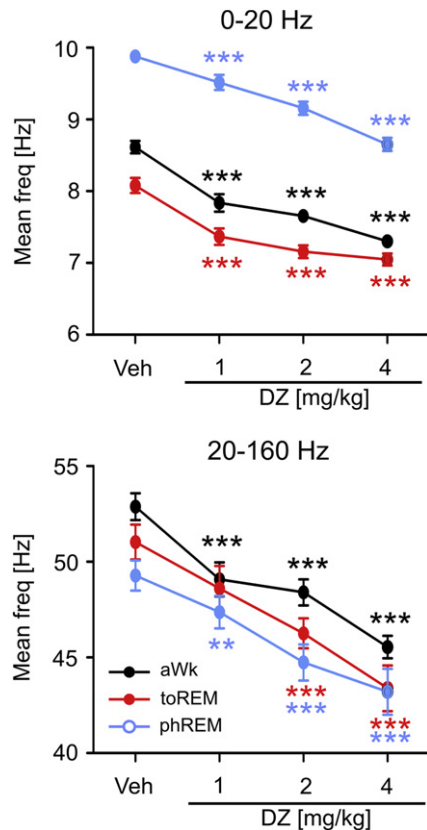 0-20 Hz
Mean freq [Hz]
10
9
8
7
6
***
***
***
***
***
***
***
***
***
Veh
1
2
4
DZ [mg/kg]
20-160 Hz
Mean freq [Hz]
55
50
45
40
***
***
***
**
***
***
***
***
aWk
toREM
phREM
Veh
1
2
4
DZ [mg/kg]